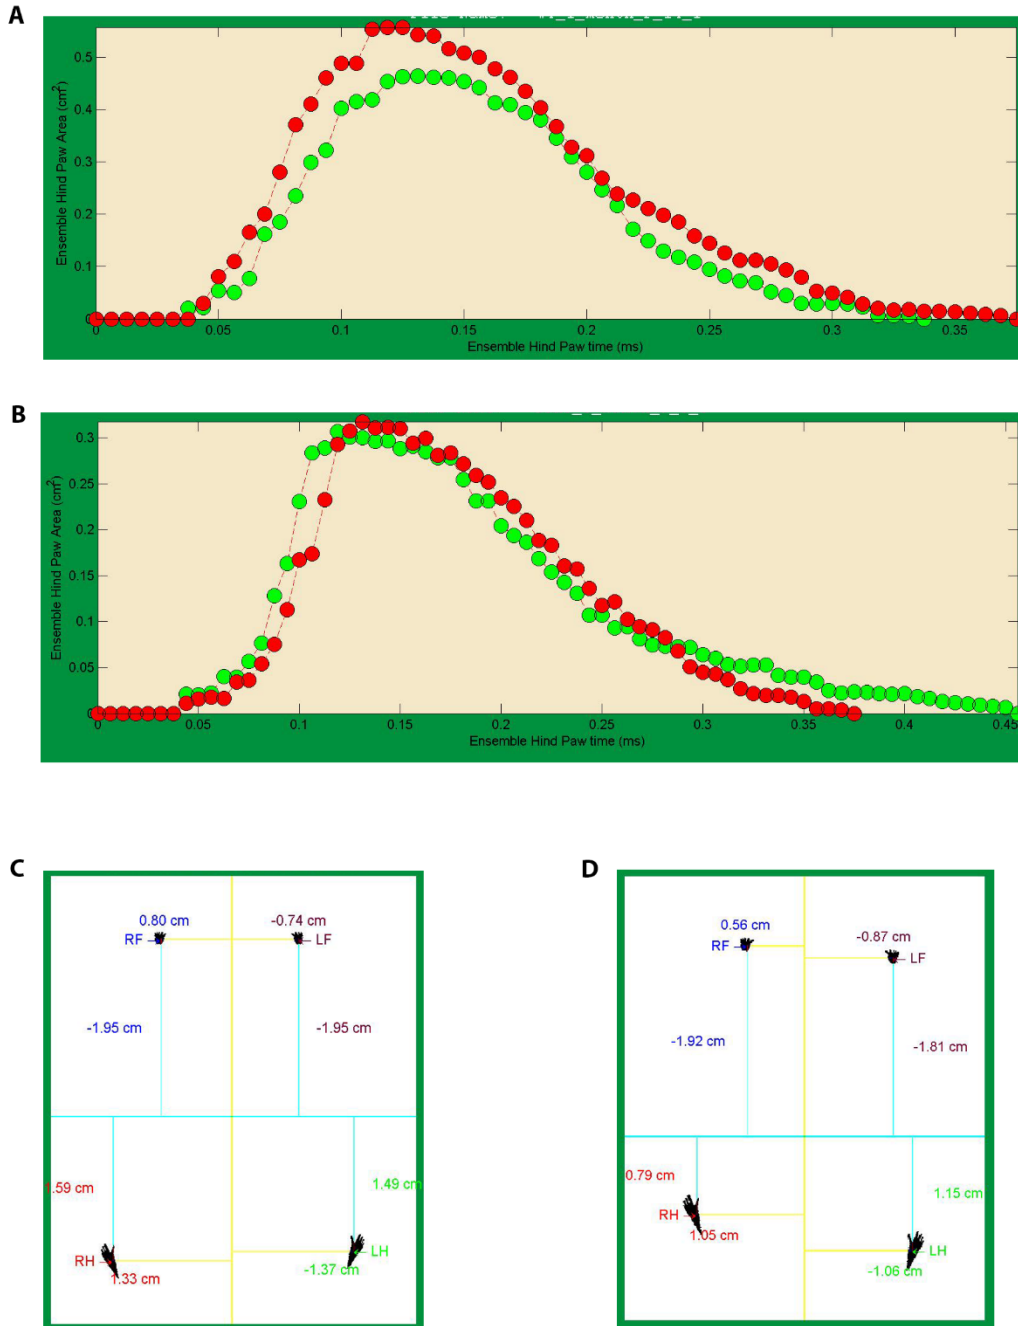 A
0.5
0.4
0.3
0.2
0.1
0
Ensemble Hind Paw Area (cm2)
0 0.05 0.1 0.15 0.2 0.25 0.3 0.35
Ensemble Hind Paw time (ms)
B
0.3
0.25
0.2
0.15
0.1
0.05
0
Ensemble Hind Paw Area (cm2)
0 0.05 0.1 0.15 0.2 0.25 0.3 0.35 0.4 0.45
Ensemble Hind Paw time (ms)
C
0.80 cm -0.74 cm
RF LF
-1.95 cm -1.95 cm
1.59 cm 1.49 cm
RH LH
1.33 cm -1.37 cm
D
0.56 cm -0.87 cm
RF LF
-1.92 cm -1.81 cm
0.79 cm 1.15 cm
RH
1.05 cm LH
-1.06 cm